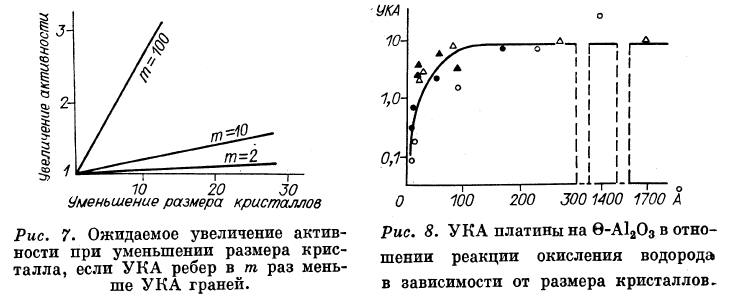 Увеличение активности
3
2
1
m=100
m=10
m=2
10
20
30
Уменьшение размера кристаллов
Рис. 7. Ожидаемое увеличение актив-
ности при уменьшении размера крис-
талла, если УКА ребер в m раз мень-
ше УКА граней.
УКА
10
1,0
0,1
0
100
200
300
1400
1700
Å
Рис. 8. УКА платины на Θ-Al₂O₃ в отно-
шении реакции окисления водорода
в зависимости от размера кристаллов.